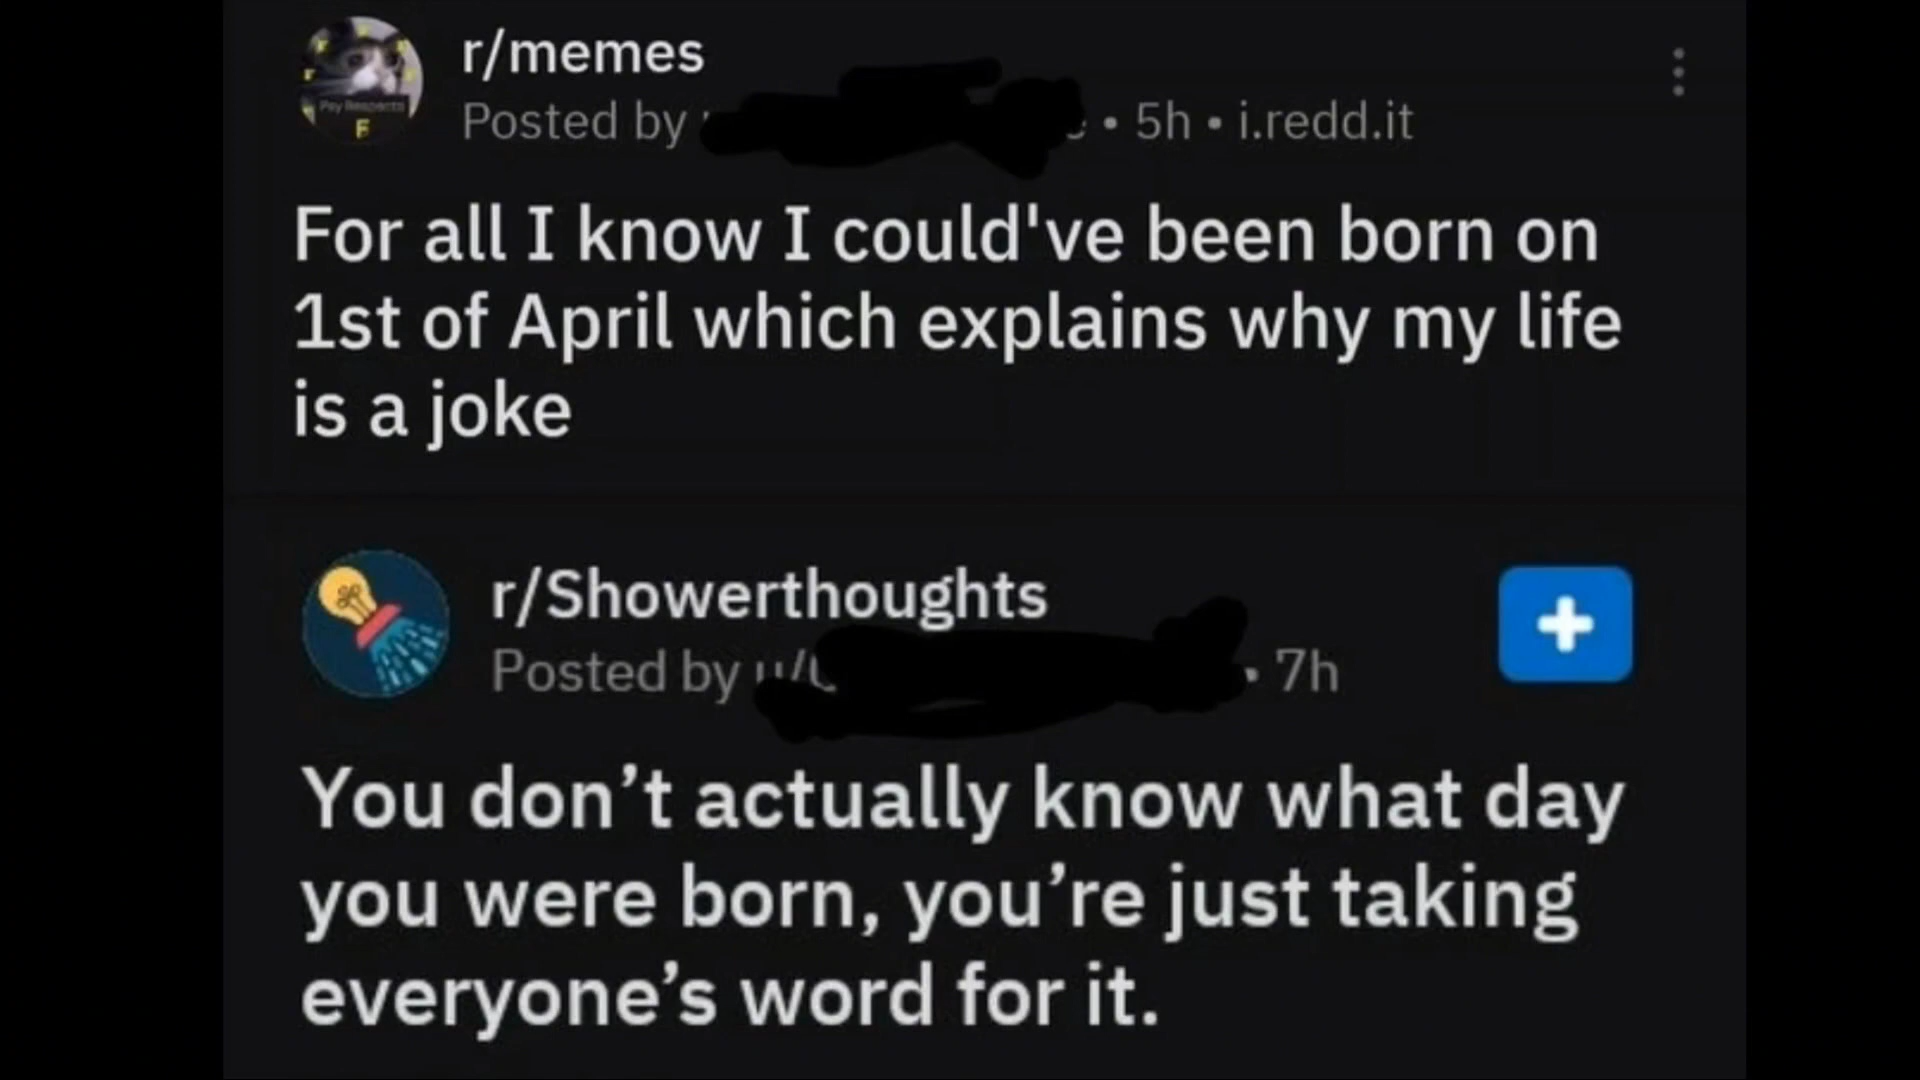 r/memes
Posted by • 5h • i.redd.it
Pay Respects
F
For all I know I could've been born on
1st of April which explains why my life
is a joke
r/Showerthoughts
Posted by u/ • 7h
You don’t actually know what day
you were born, you’re just taking
everyone’s word for it.